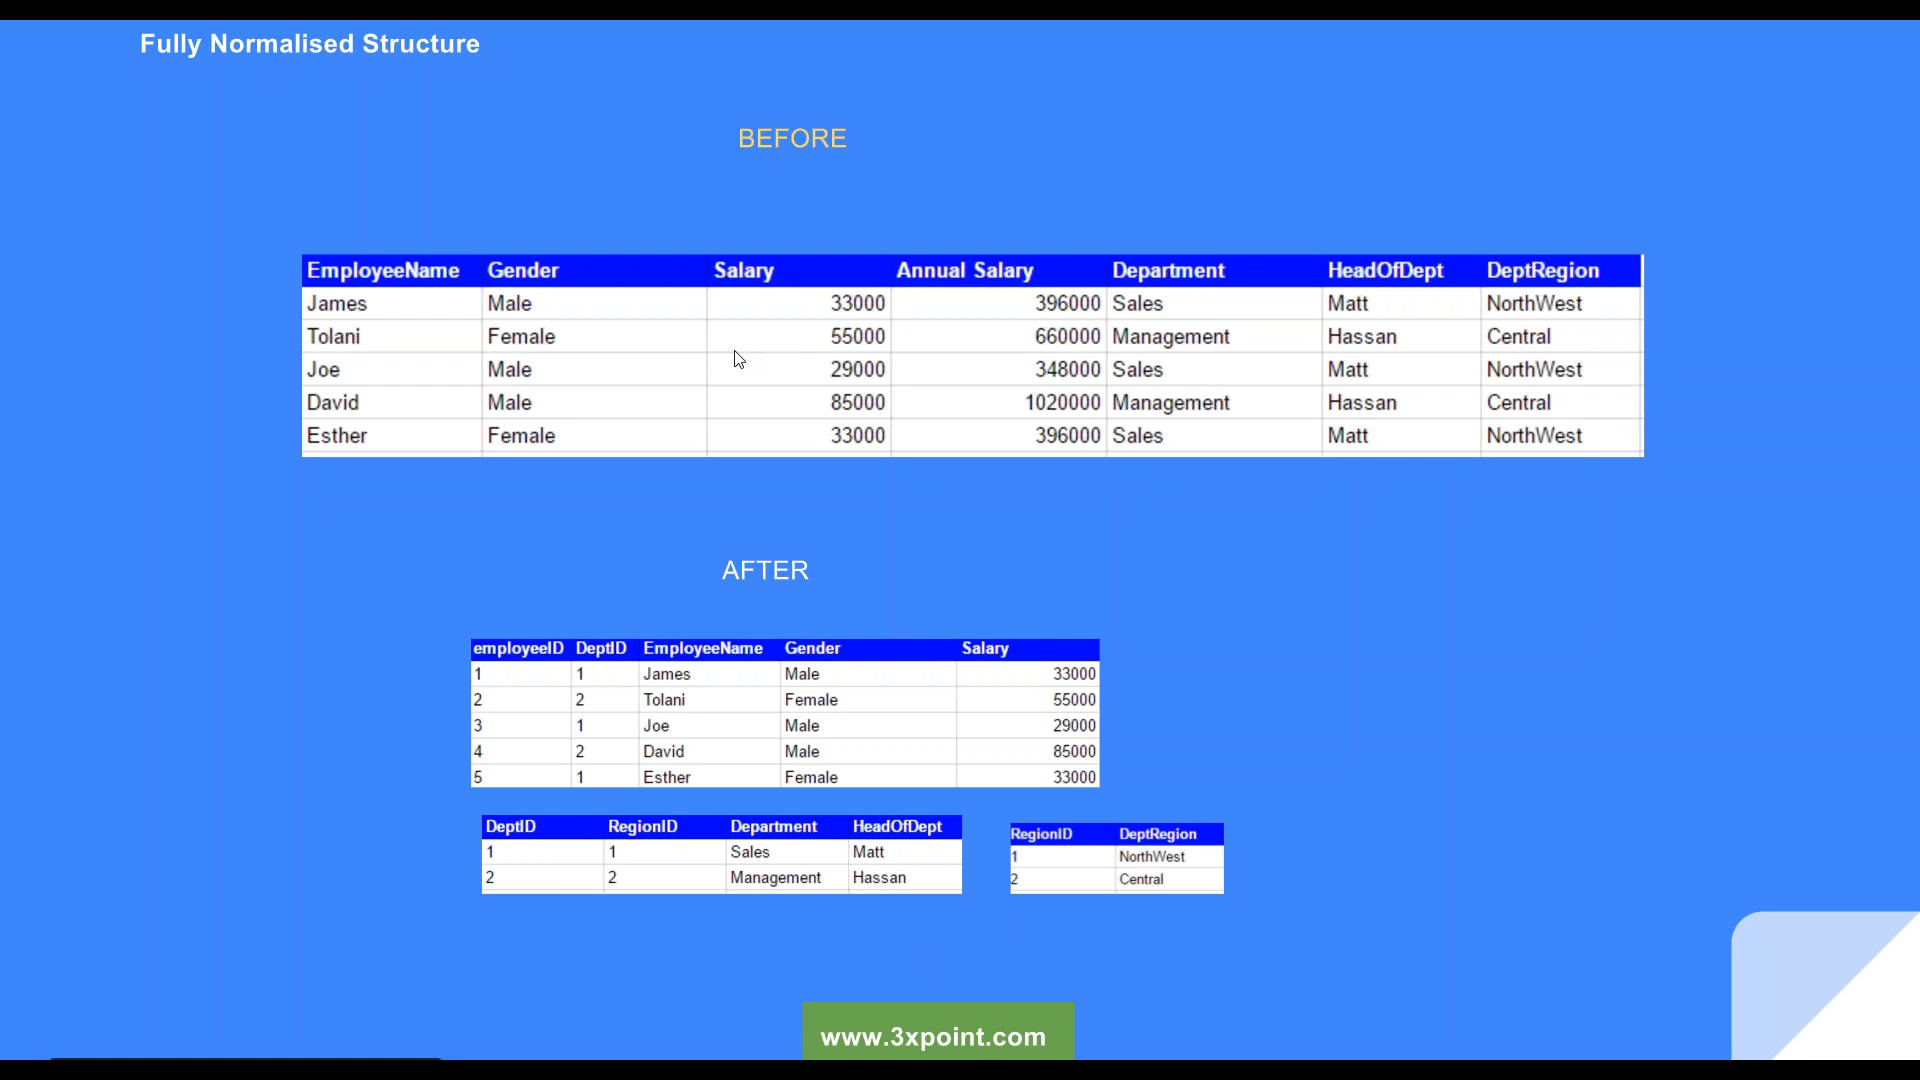 Fully Normalised Structure
BEFORE
EmployeeName Gender Salary Annual Salary Department HeadOfDept DeptRegion
James Male 33000 396000 Sales Matt NorthWest
Tolani Female 55000 660000 Management Hassan Central
Joe Male 29000 348000 Sales Matt NorthWest
David Male 85000 1020000 Management Hassan Central
Esther Female 33000 396000 Sales Matt NorthWest
AFTER
employeeID DeptID EmployeeName Gender Salary
1 1 James Male 33000
2 2 Tolani Female 55000
3 1 Joe Male 29000
4 2 David Male 85000
5 1 Esther Female 33000
DeptID RegionID Department HeadOfDept
1 1 Sales Matt
2 2 Management Hassan
RegionID DeptRegion
1 NorthWest
2 Central
www.3xpoint.com